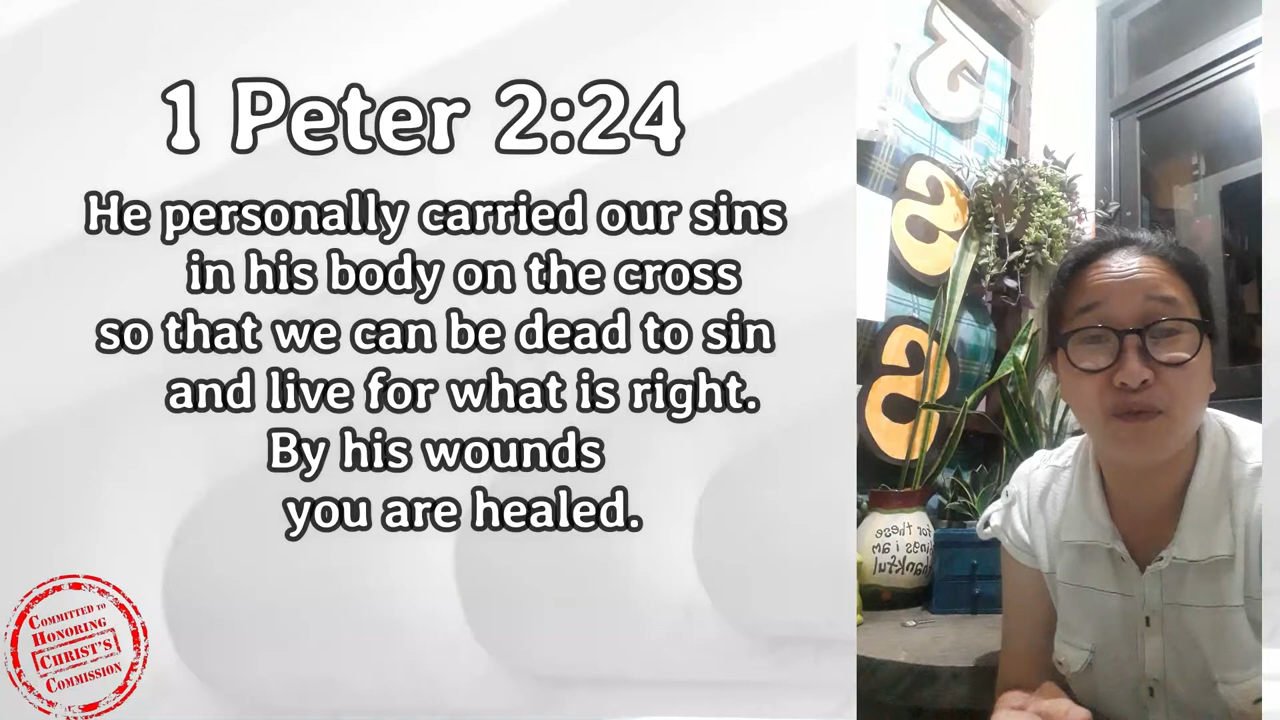 1 Peter 2:24
He personally carried our sins
in his body on the cross
so that we can be dead to sin
and live for what is right.
By his wounds
you are healed.
COMMITTED TO
HONORING
CHRIST'S
COMMISSION
for these
ings i am
hankful